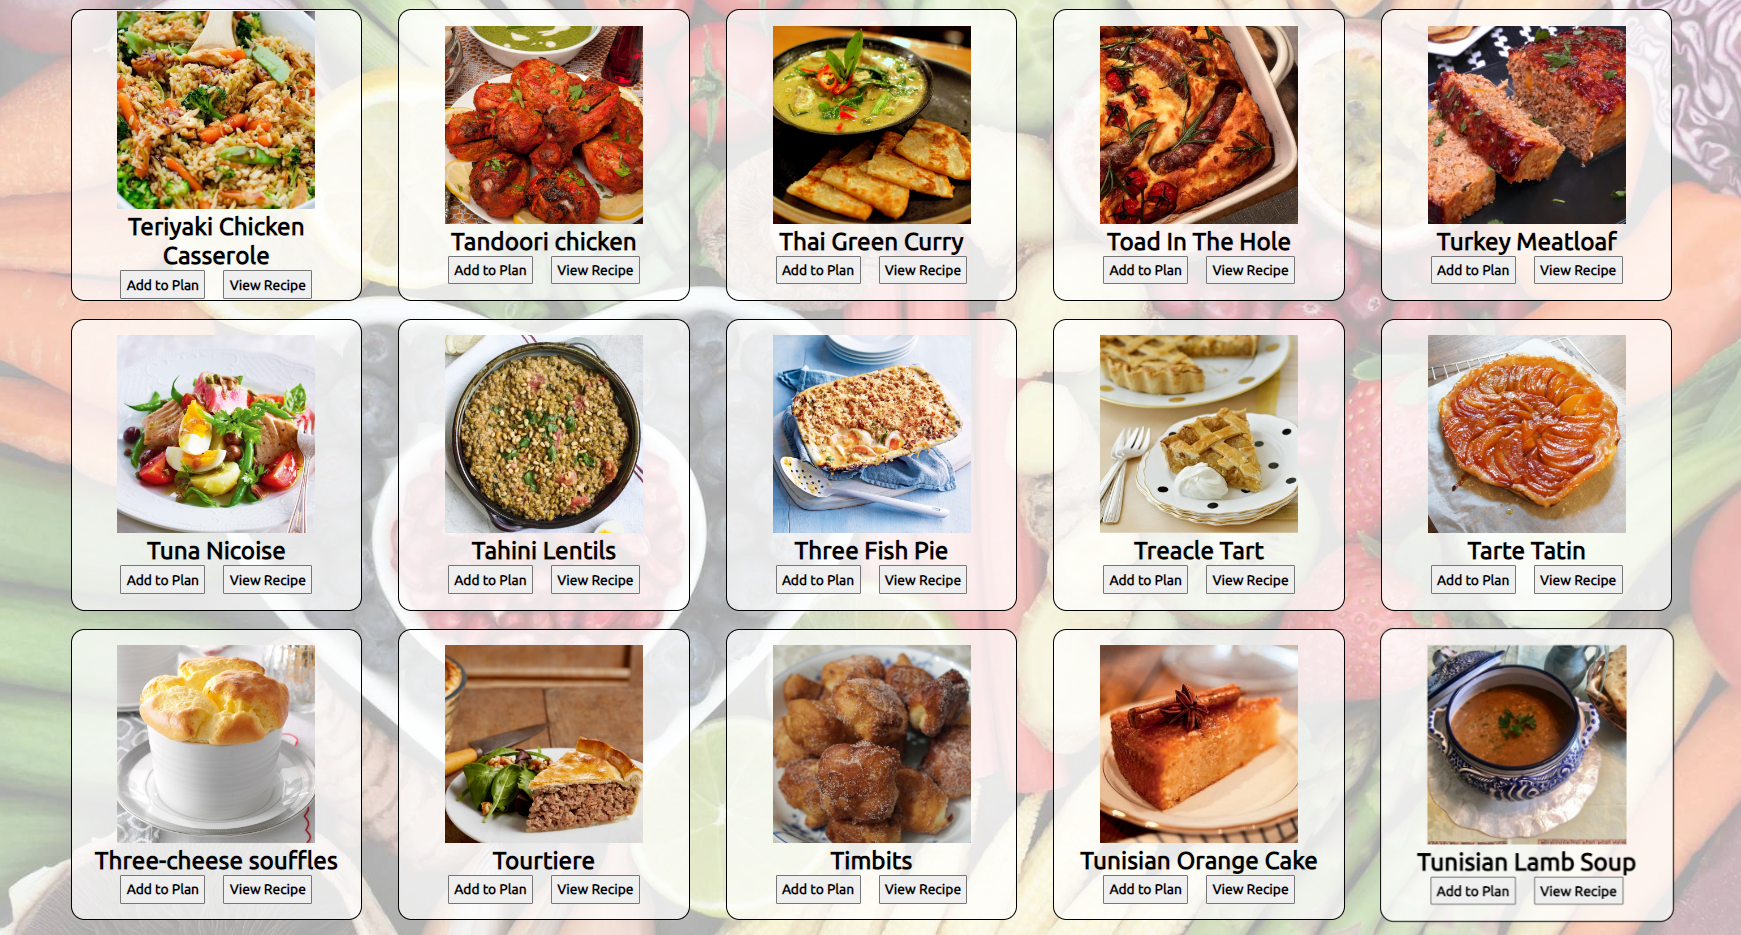 Teriyaki Chicken
Casserole
Add to Plan View Recipe
Tandoori chicken
Add to Plan View Recipe
Thai Green Curry
Add to Plan View Recipe
Toad In The Hole
Add to Plan View Recipe
Turkey Meatloaf
Add to Plan View Recipe
Tuna Nicoise
Add to Plan View Recipe
Tahini Lentils
Add to Plan View Recipe
Three Fish Pie
Add to Plan View Recipe
Treacle Tart
Add to Plan View Recipe
Tarte Tatin
Add to Plan View Recipe
Three-cheese souffles
Add to Plan View Recipe
Tourtiere
Add to Plan View Recipe
Timbits
Add to Plan View Recipe
Tunisian Orange Cake
Add to Plan View Recipe
Tunisian Lamb Soup
Add to Plan View Recipe